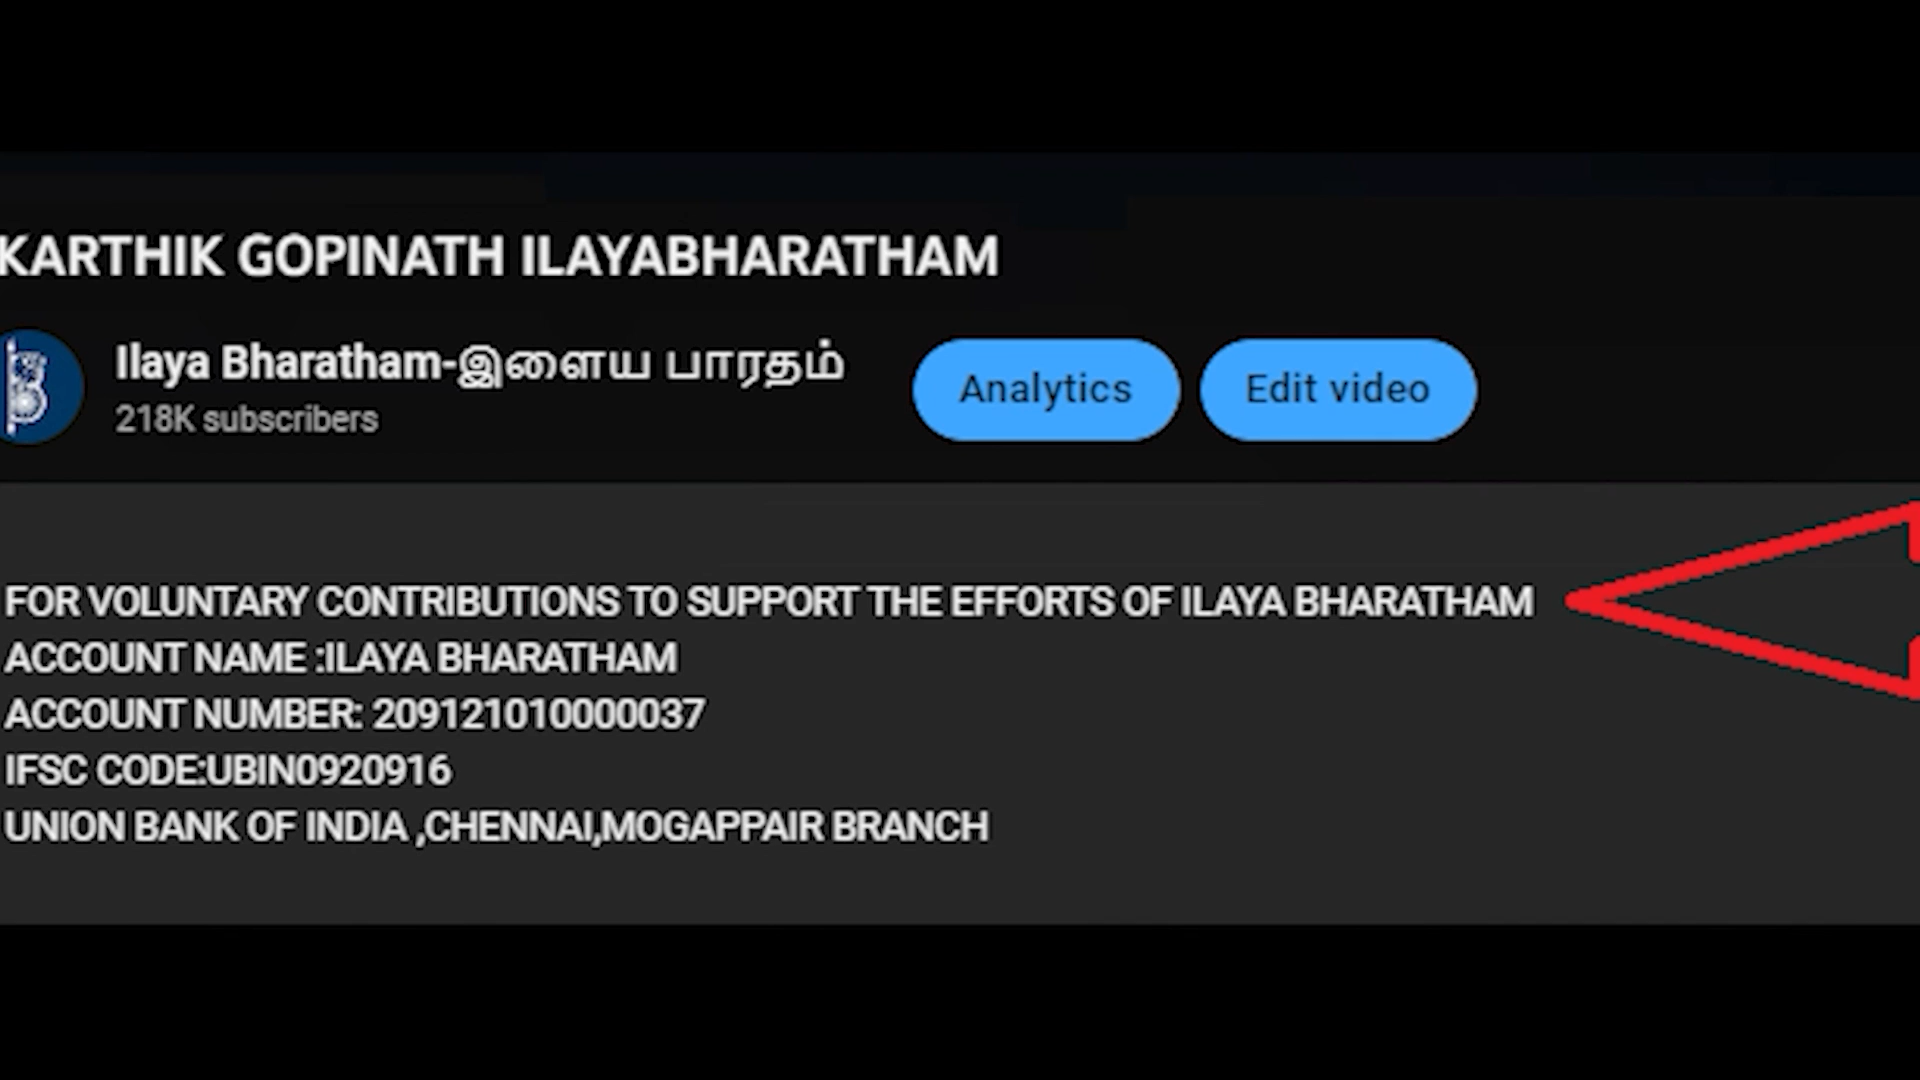 KARTHIK GOPINATH ILAYABHARATHAM
Ilaya Bharatham-இளைய பாரதம்
218K subscribers
Analytics
Edit video
FOR VOLUNTARY CONTRIBUTIONS TO SUPPORT THE EFFORTS OF ILAYA BHARATHAM
ACCOUNT NAME :ILAYA BHARATHAM
ACCOUNT NUMBER: 209121010000037
IFSC CODE:UBIN0920916
UNION BANK OF INDIA ,CHENNAI,MOGAPPAIR BRANCH